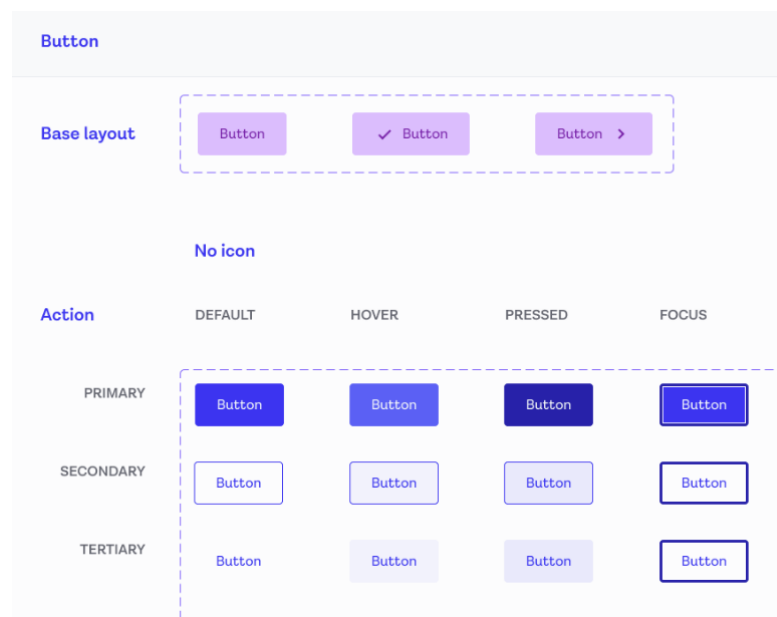 Button
Base layout Button Button Button
No icon
Action DEFAULT HOVER PRESSED FOCUS
PRIMARY Button Button Button Button
SECONDARY Button Button Button Button
TERTIARY Button Button Button Button